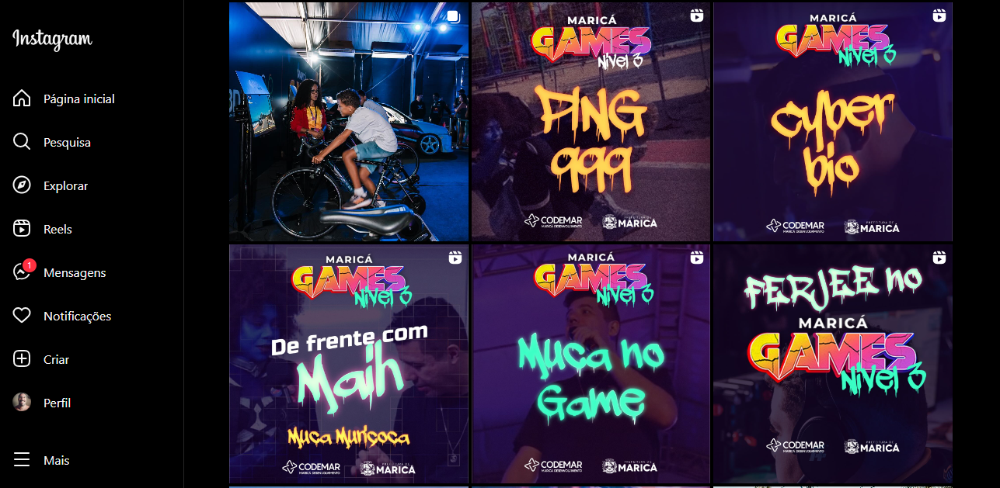 Instagram
Página inicial
Pesquisa
Explorar
Reels
1
Mensagens
Notificações
Criar
Perfil
Mais
MARICÁ
GAMES
Nível 3
PING
999
CODEMAR
MARICÁ DESENVOLVIMENTO
PREFEITURA DE
MARICÁ
MARICÁ
GAMES
Nível 3
Cyber
bio
CODEMAR
MARICÁ DESENVOLVIMENTO
PREFEITURA DE
MARICÁ
MARICÁ
GAMES
Nível 3
De frente com
Maih
Muca Muriçoca
CODEMAR
MARICÁ DESENVOLVIMENTO
PREFEITURA DE
MARICÁ
MARICÁ
GAMES
Nível 3
Muca no
Game
CODEMAR
MARICÁ DESENVOLVIMENTO
PREFEITURA DE
MARICÁ
FERJEE no
MARICÁ
GAMES
Nível 3
CODEMAR
MARICÁ DESENVOLVIMENTO
PREFEITURA DE
MARICÁ